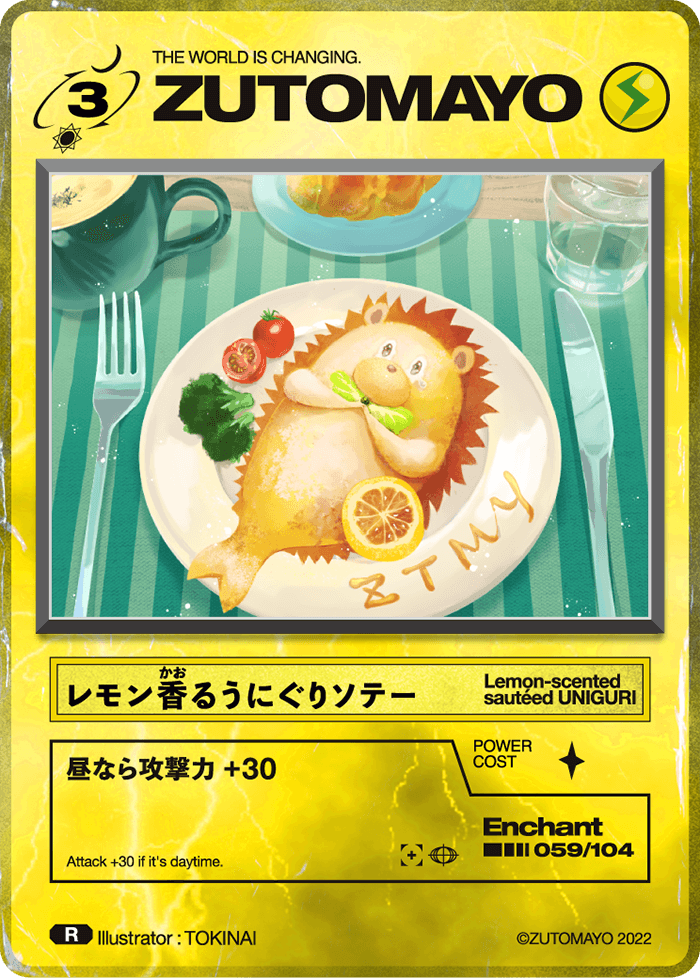 THE WORLD IS CHANGING.
3 ZUTOMAYO
ZTMY
かお
レモン香るうにぐりソテー
Lemon-scented
sautéed UNIGURI
昼なら攻撃力 +30
POWER
COST
Attack +30 if it's daytime.
Enchant
059/104
R Illustrator : TOKINAI
©ZUTOMAYO 2022